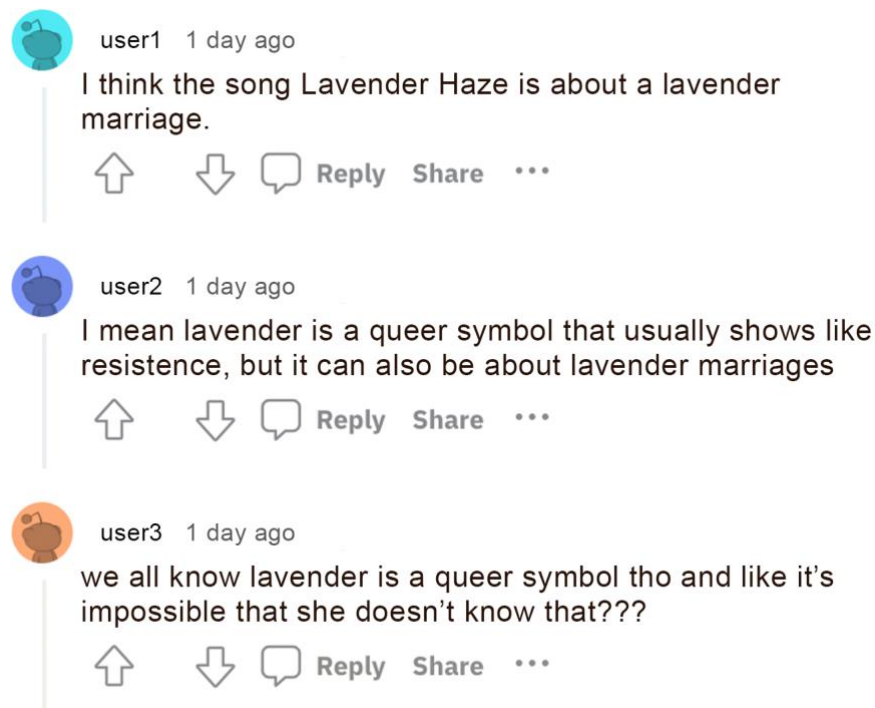 user1 1 day ago
I think the song Lavender Haze is about a lavender
marriage.
Reply Share ...
user2 1 day ago
I mean lavender is a queer symbol that usually shows like
resistence, but it can also be about lavender marriages
Reply Share ...
user3 1 day ago
we all know lavender is a queer symbol tho and like it’s
impossible that she doesn’t know that???
Reply Share ...